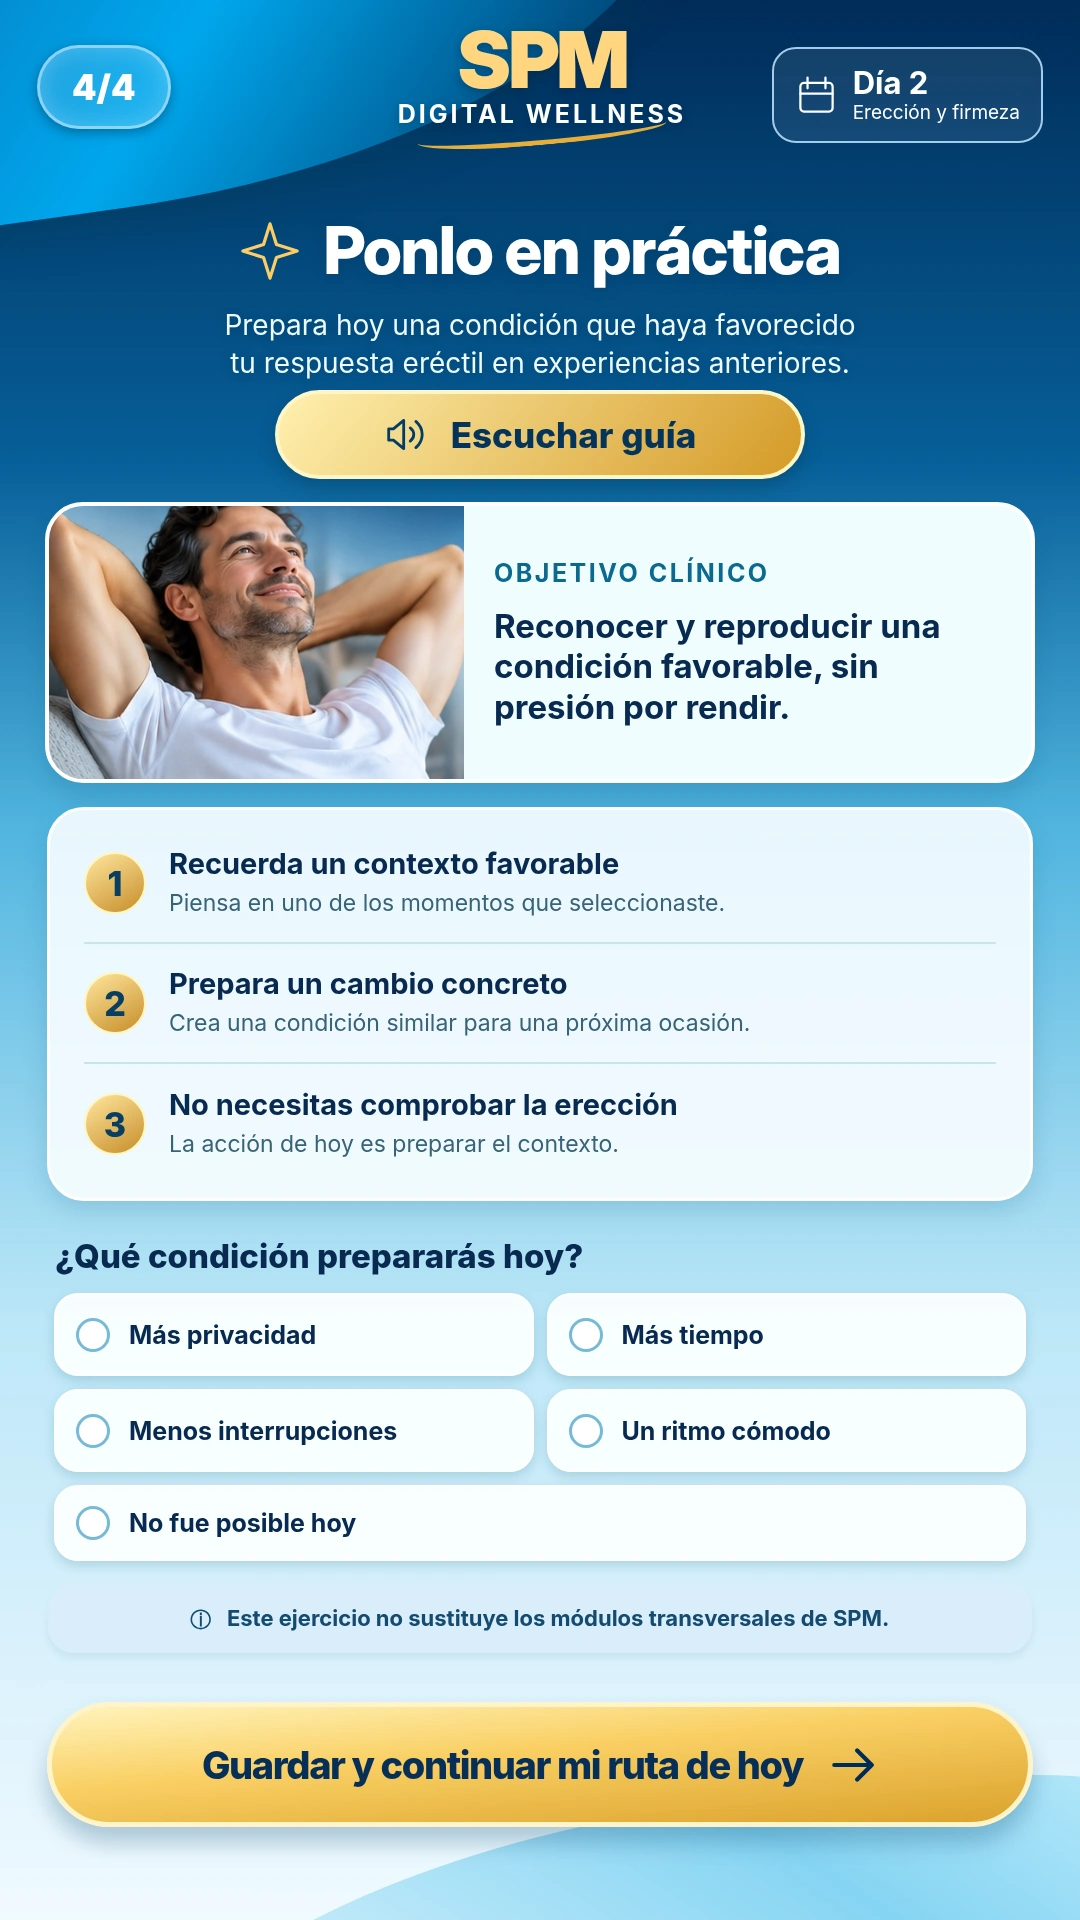 4/4
SPM
DIGITAL WELLNESS
Día 2
Erección y firmeza
Ponlo en práctica
Prepara hoy una condición que haya favorecido
tu respuesta eréctil en experiencias anteriores.
Escuchar guía
OBJETIVO CLÍNICO
Reconocer y reproducir una
condición favorable, sin
presión por rendir.
1
Recuerda un contexto favorable
Piensa en uno de los momentos que seleccionaste.
2
Prepara un cambio concreto
Crea una condición similar para una próxima ocasión.
3
No necesitas comprobar la erección
La acción de hoy es preparar el contexto.
¿Qué condición prepararás hoy?
Más privacidad
Más tiempo
Menos interrupciones
Un ritmo cómodo
No fue posible hoy
Este ejercicio no sustituye los módulos transversales de SPM.
Guardar y continuar mi ruta de hoy